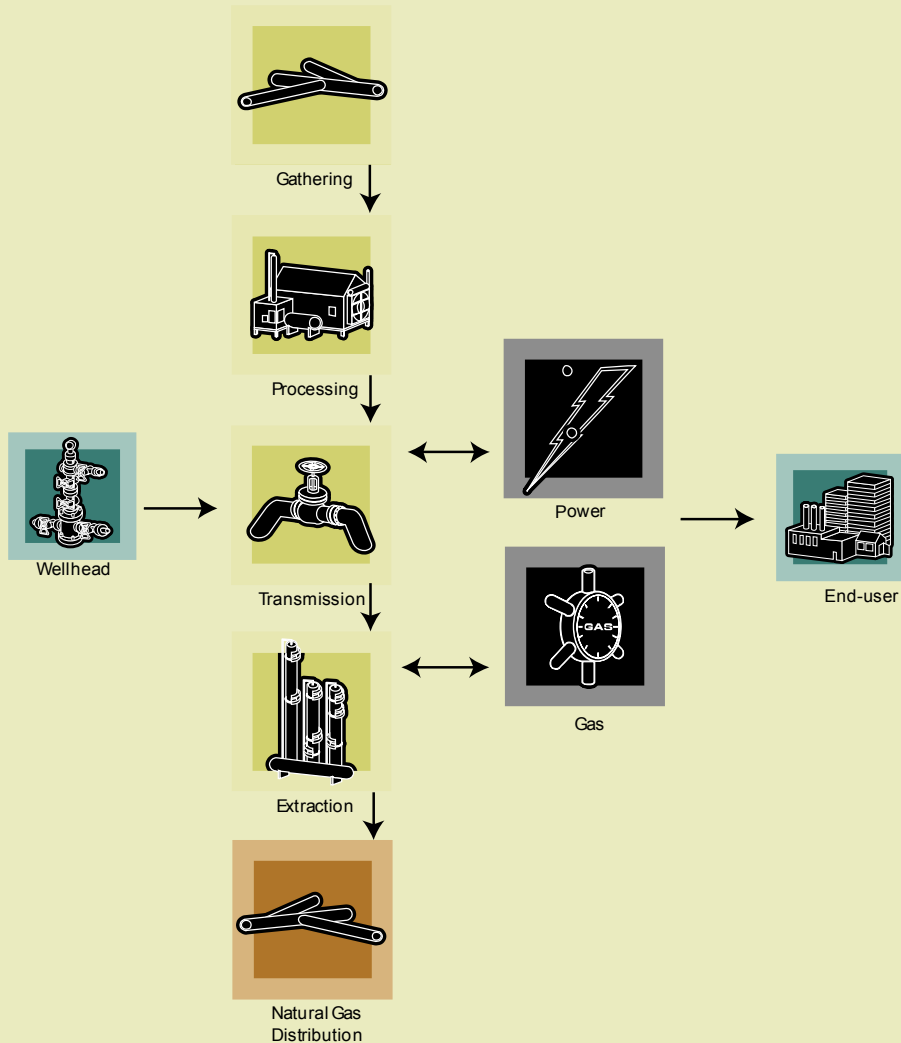 Gathering
Processing
Power
Wellhead
Transmission
End-user
GAS
Gas
Extraction
Natural Gas
Distribution